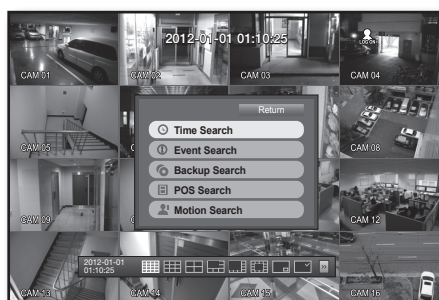 2012-01-01 01:10:25
LOG ON
CAM 01
CAM 02
CAM 03
CAM 04
Return
Time Search
Event Search
Backup Search
POS Search
Motion Search
CAM 05
CAM 08
CAM 09
CAM 12
2012-01-01
01:10:25
CAM 13
CAM 14
CAM 15
CAM 16